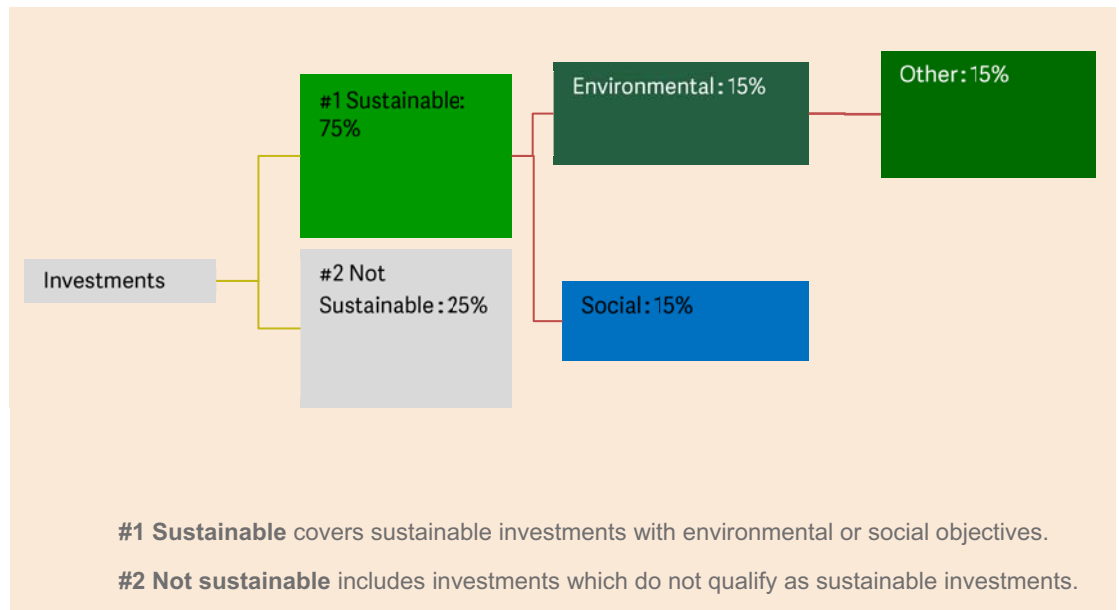 #1 Sustainable:
75%
Environmental: 15%
Other: 15%
Investments
#2 Not
Sustainable: 25%
Social: 15%
#1 Sustainable covers sustainable investments with environmental or social objectives.
#2 Not sustainable includes investments which do not qualify as sustainable investments.